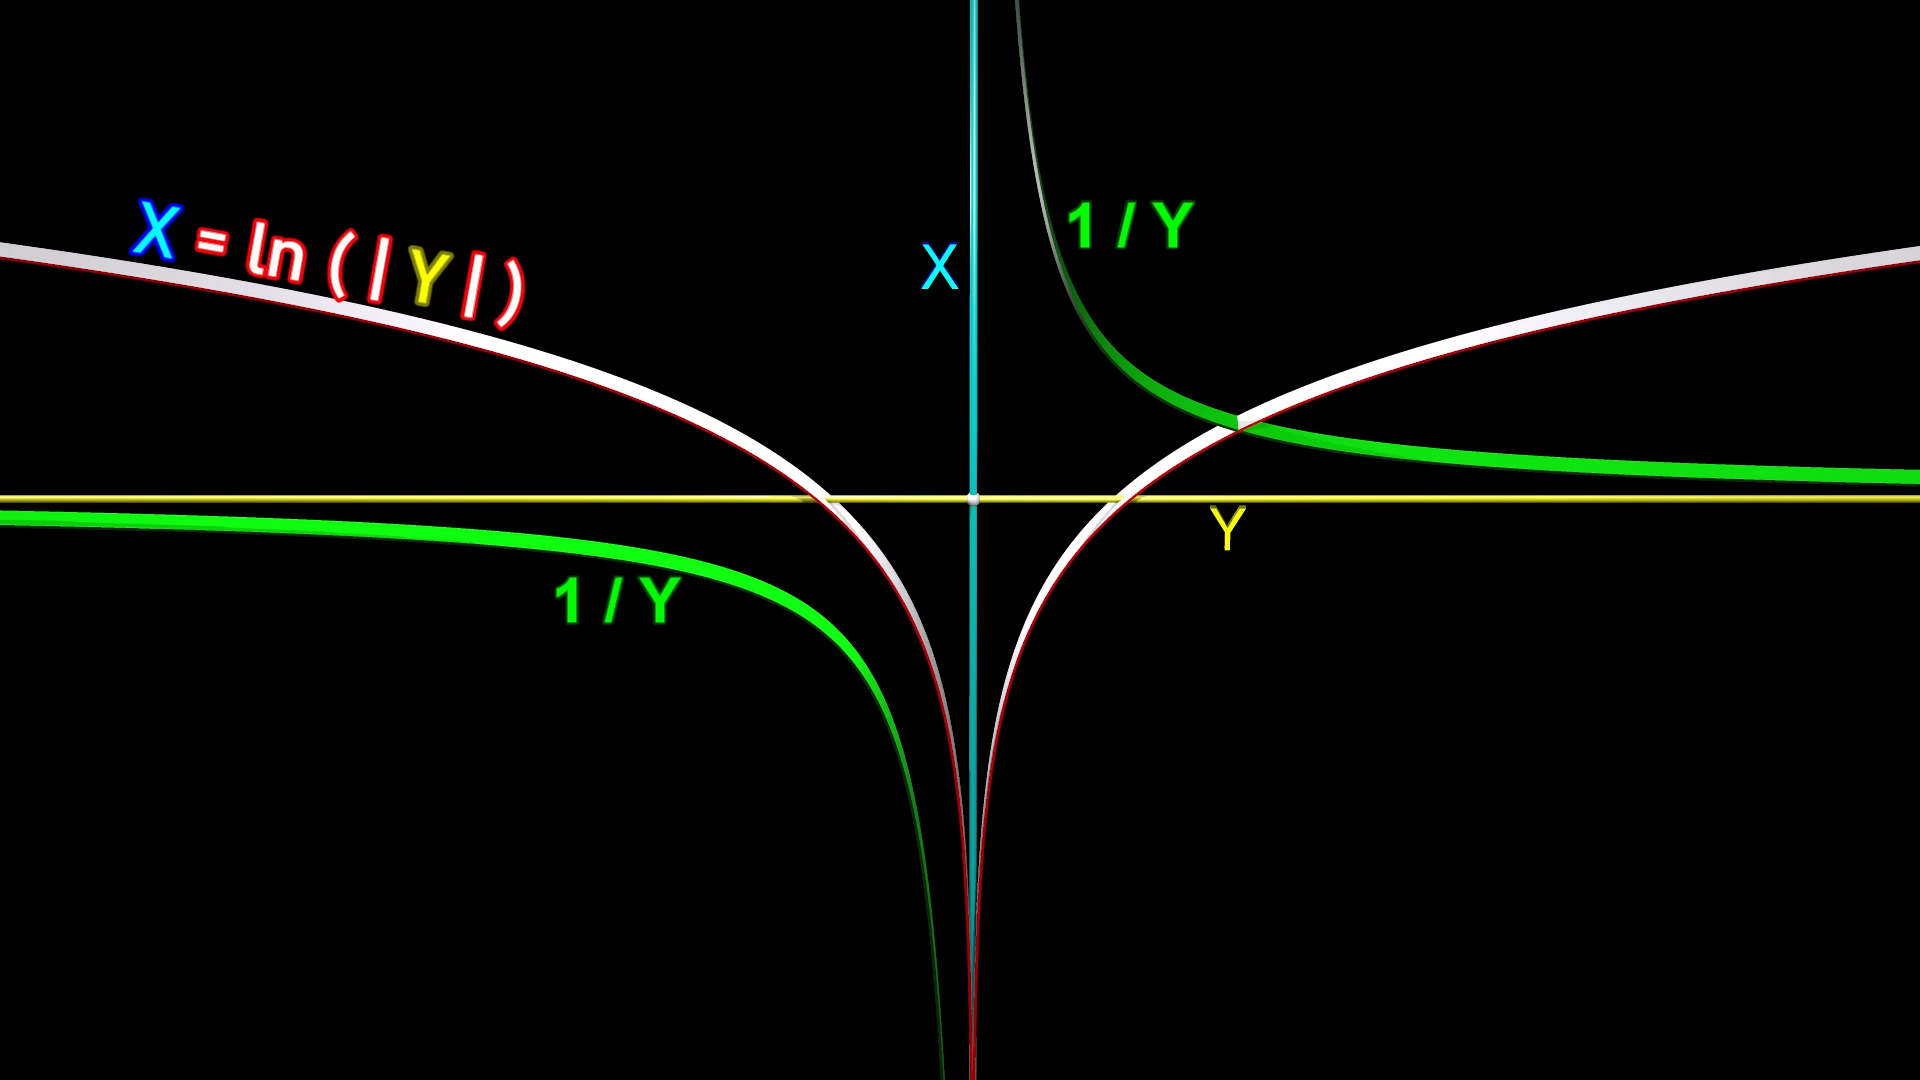 X = ln ( | Y | )
X
1 / Y
Y
1 / Y